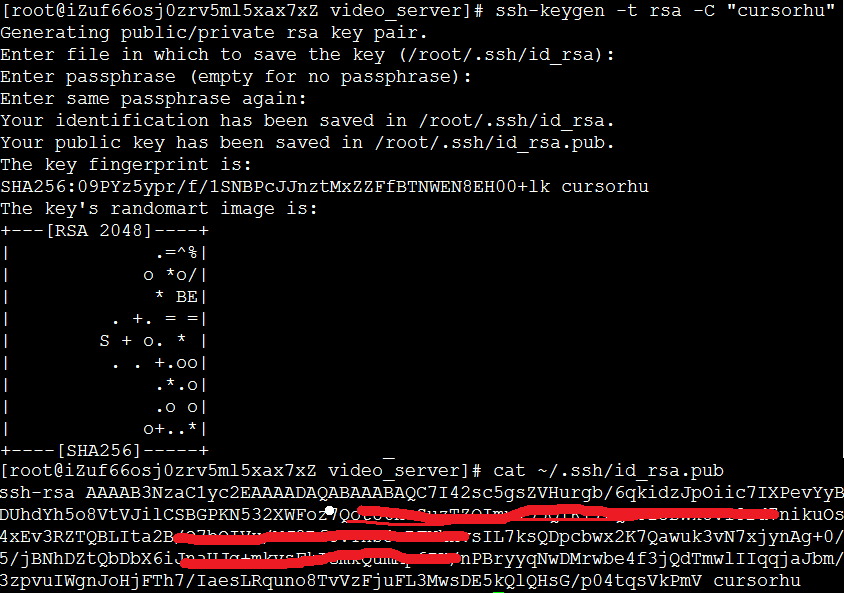 [root@iZuf66osj0zrv5ml5xax7xZ video_server]# ssh-keygen -t rsa -C "cursorhu"
Generating public/private rsa key pair.
Enter file in which to save the key (/root/.ssh/id_rsa):
Enter passphrase (empty for no passphrase):
Enter same passphrase again:
Your identification has been saved in /root/.ssh/id_rsa.
Your public key has been saved in /root/.ssh/id_rsa.pub.
The key fingerprint is:
SHA256:09PYz5ypr/f/1SNBPcJJnztMxZZFfBTNWEN8EH00+lk cursorhu
The key's randomart image is:
+---[RSA 2048]----+
|             .=^%|
|            o *o/|
|             * BE|
|         . +. = =|
|        S + o. * |
|         . . +.oo|
|             .*.o|
|             .o o|
|            o+..*|
+----[SHA256]-----+
[root@iZuf66osj0zrv5ml5xax7xZ video_server]# cat ~/.ssh/id_rsa.pub
ssh-rsa AAAAB3NzaC1yc2EAAAADAQABAAABAQC7I42sc5gsZVHurgb/6qkidzJpOiic7IXPevYyB
DUhdYh5o8VtVJilCSBGPKN532XWFoz7Q nikuOs
4xEv3RZTQBLIta2B sIL7ksQDpcbwx2K7Qawuk3vN7xjynAg+0/
5/jBNhDZtQbDbX6i nPBryyqNwDMrwbe4f3jQdTmwlIIqqjaJbm/
3zpvuIWgnJoHjFTh7/IaesLRquno8TvVzFjuFL3MwsDE5kQlQHsG/p04tqsVkPmV cursorhu